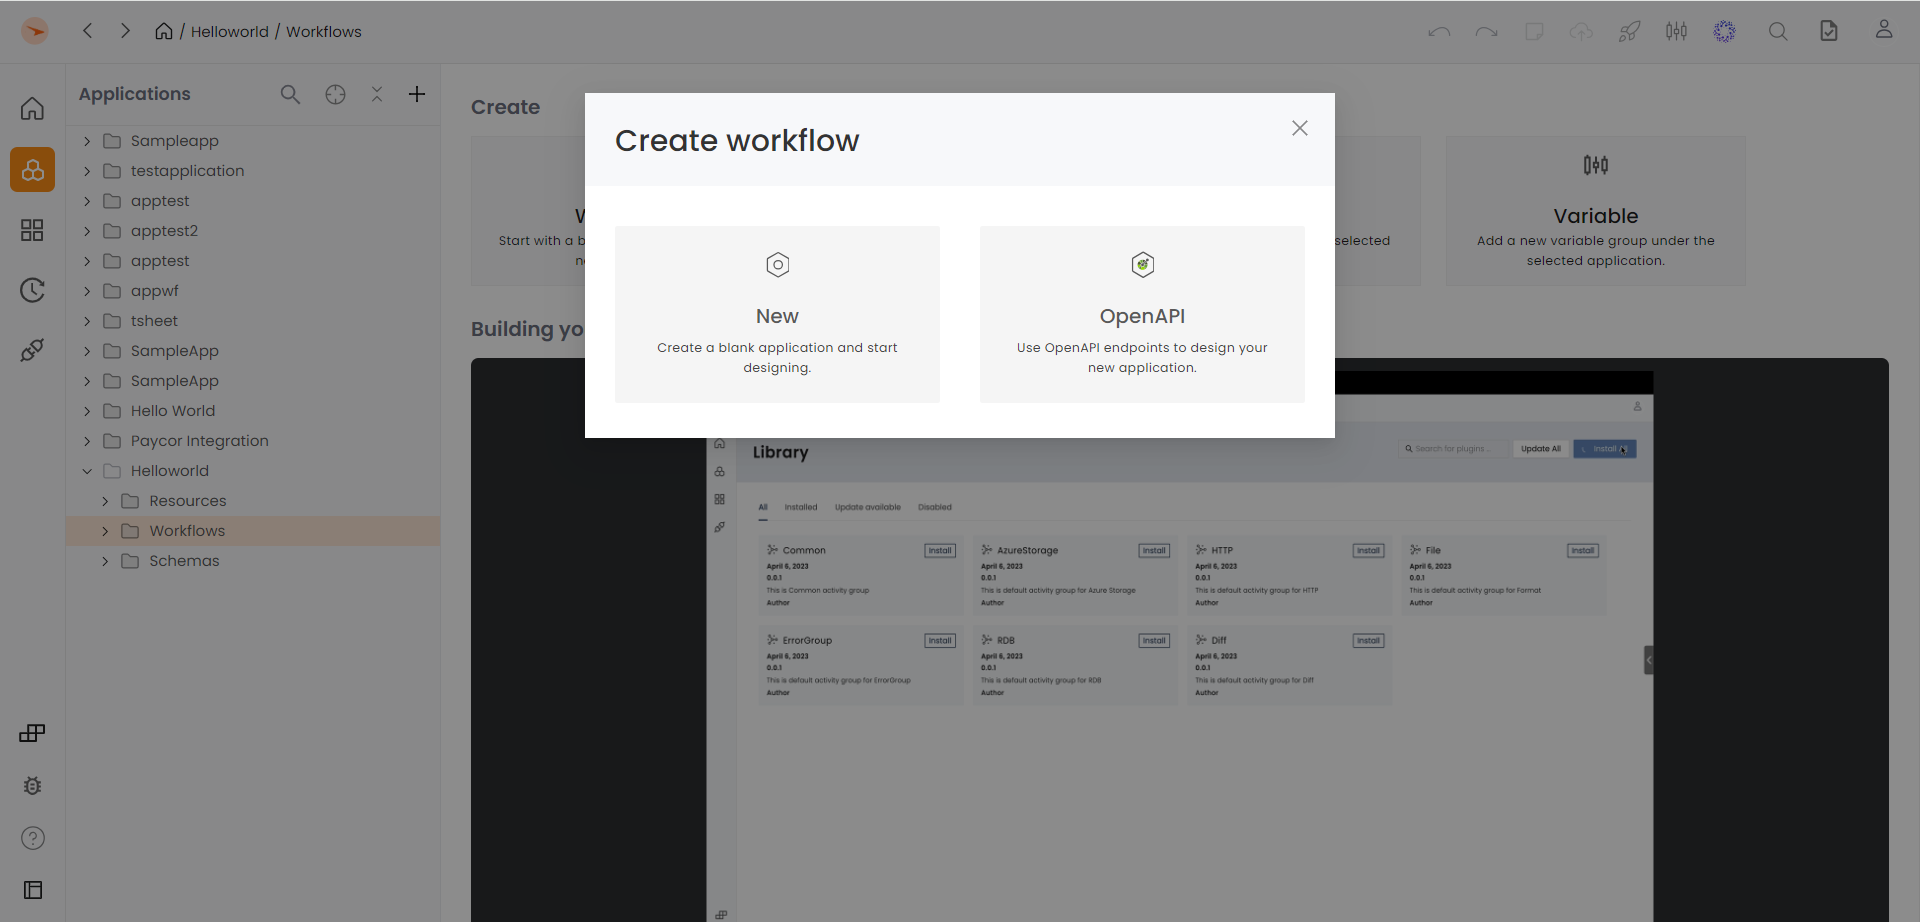 / Helloworld / Workflows
Applications
Sampleapp
testapplication
apptest
apptest2
apptest
appwf
tsheet
SampleApp
SampleApp
Hello World
Paycor Integration
Helloworld
Resources
Workflows
Schemas
Create
W
Start with a b
n
selected
Variable
Add a new variable group under the
selected application.
Building yo
Create workflow
New
Create a blank application and start
designing.
OpenAPI
Use OpenAPI endpoints to design your
new application.
Library
Search for plugins ...
Update All
Install
All
Installed
Update available
Disabled
Common
Install
April 6, 2023
0.0.1
This is Common activity group
Author
AzureStorage
Install
April 6, 2023
0.0.1
This is default activity group for Azure Storage
Author
HTTP
Install
April 6, 2023
0.0.1
This is default activity group for HTTP
Author
File
Install
April 6, 2023
0.0.1
This is default activity group for Format
Author
ErrorGroup
Install
April 6, 2023
0.0.1
This is default activity group for ErrorGroup
Author
RDB
Install
April 6, 2023
0.0.1
This is default activity group for RDB
Author
Diff
Install
April 6, 2023
0.0.1
This is default activity group for Diff
Author